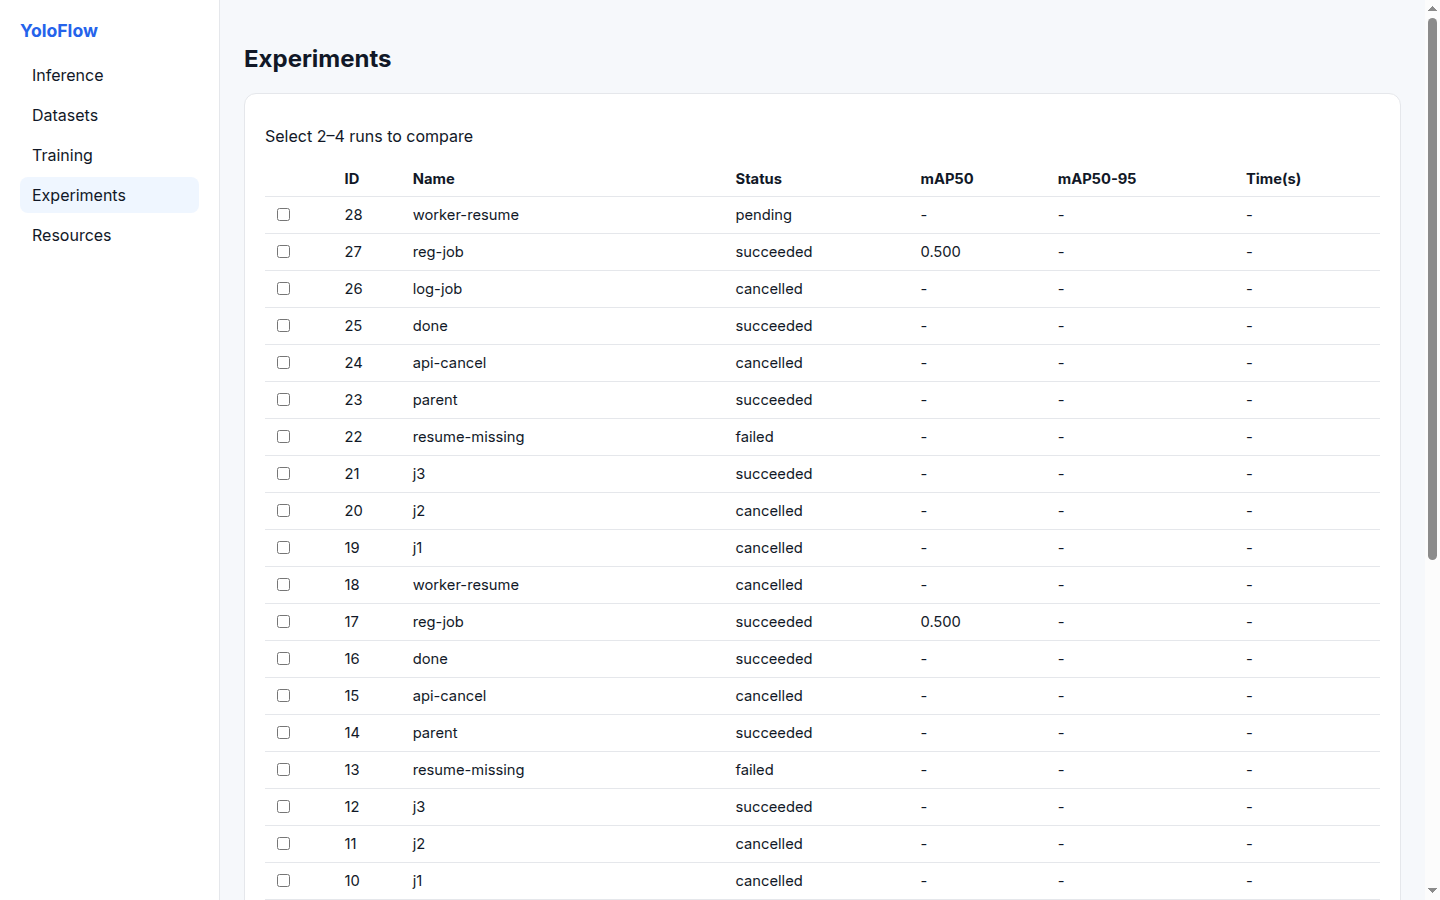 YoloFlow
Inference
Datasets
Training
Experiments
Resources
Experiments
Select 2–4 runs to compare
ID Name Status mAP50 mAP50-95 Time(s)
28 worker-resume pending - - -
27 reg-job succeeded 0.500 - -
26 log-job cancelled - - -
25 done succeeded - - -
24 api-cancel cancelled - - -
23 parent succeeded - - -
22 resume-missing failed - - -
21 j3 succeeded - - -
20 j2 cancelled - - -
19 j1 cancelled - - -
18 worker-resume cancelled - - -
17 reg-job succeeded 0.500 - -
16 done succeeded - - -
15 api-cancel cancelled - - -
14 parent succeeded - - -
13 resume-missing failed - - -
12 j3 succeeded - - -
11 j2 cancelled - - -
10 j1 cancelled - - -